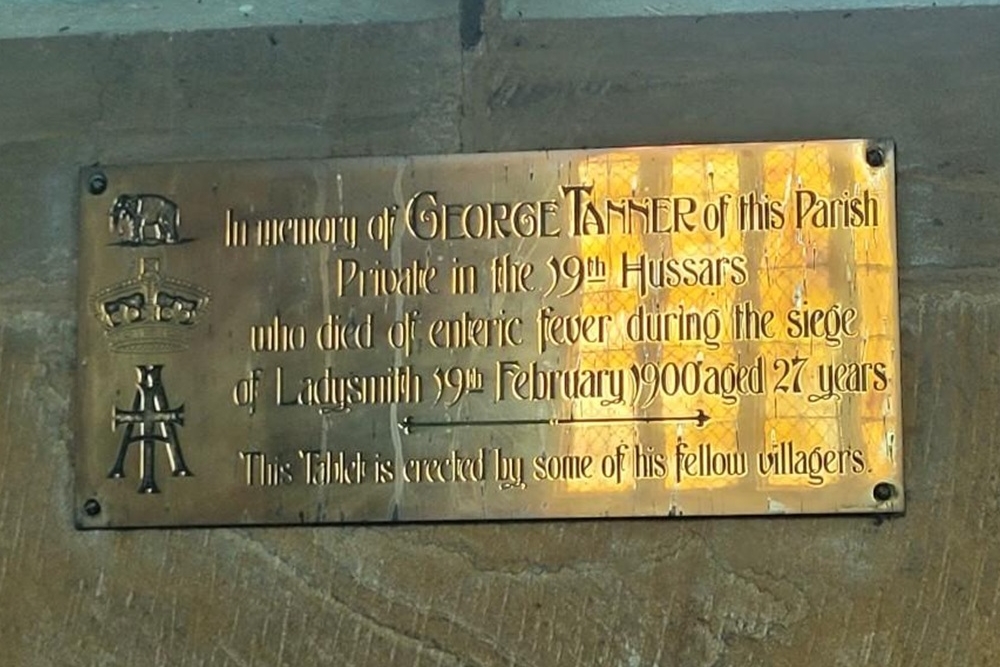 In memory of GEORGE TANNER of this Parish
Private in the 19th Hussars
who died of enteric fever during the siege
of Ladysmith 19th February 1900 aged 27 years
This Tablet is erected by some of his fellow villagers.